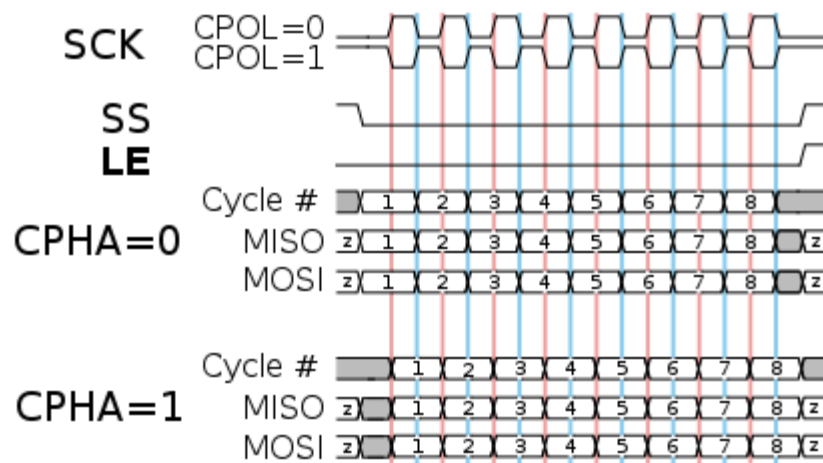 SCK CPOL=0
CPOL=1
SS
LE
Cycle # 1 2 3 4 5 6 7 8
CPHA=0 MISO z 1 2 3 4 5 6 7 8 z
MOSI z 1 2 3 4 5 6 7 8 z
Cycle # 1 2 3 4 5 6 7 8
CPHA=1 MISO z 1 2 3 4 5 6 7 8 z
MOSI z 1 2 3 4 5 6 7 8 z